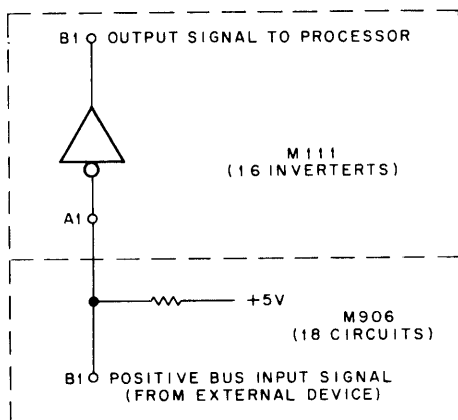 B1 OUTPUT SIGNAL TO PROCESSOR
M111
(16 INVERTERTS)
A1
+5V
M906
(18 CIRCUITS)
B1 POSITIVE BUS INPUT SIGNAL
(FROM EXTERNAL DEVICE)